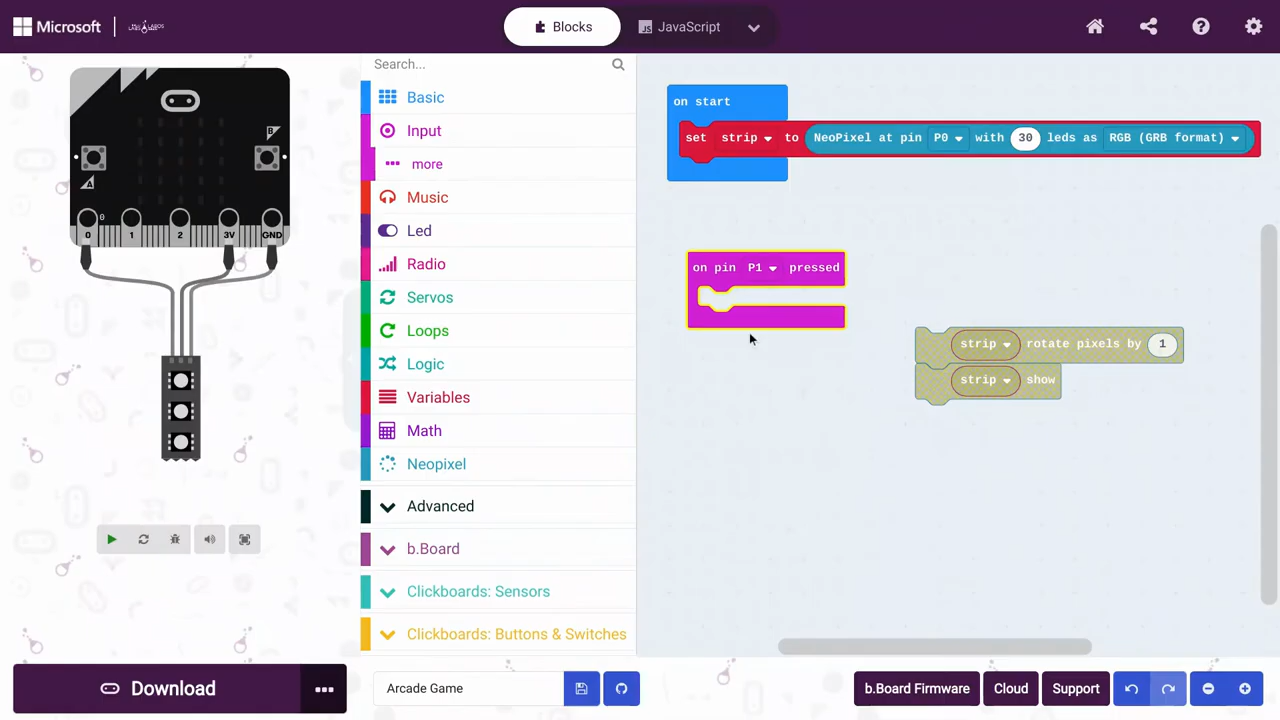 Microsoft
Blocks
JS JavaScript
Search...
Basic
Input
more
Music
Led
Radio
Servos
Loops
Logic
Variables
Math
Neopixel
Advanced
b.Board
Clickboards: Sensors
Clickboards: Buttons & Switches
A
B
0
0 1 2 3V GND
on start
set strip to NeoPixel at pin P0 with 30 leds as RGB (GRB format)
on pin P1 pressed
strip rotate pixels by 1
strip show
Download
Arcade Game
b.Board Firmware
Cloud
Support